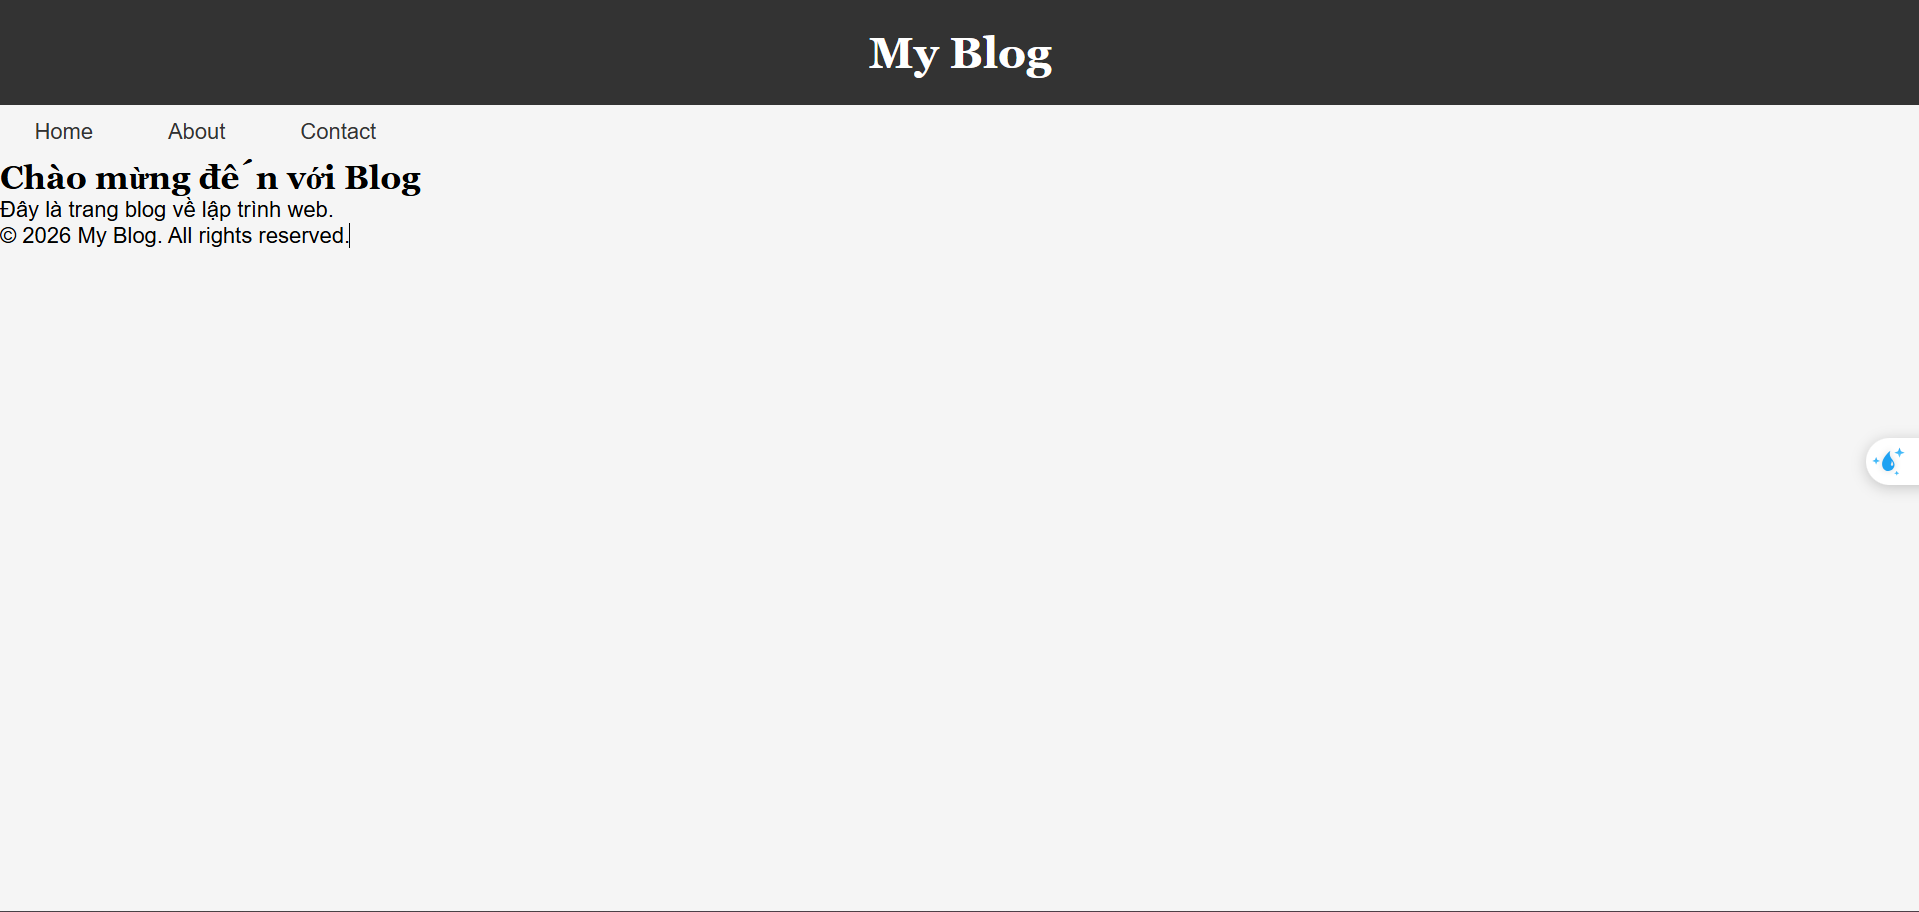 My Blog
Home About Contact
Chào mừng đến với Blog
Đây là trang blog về lập trình web.
© 2026 My Blog. All rights reserved.